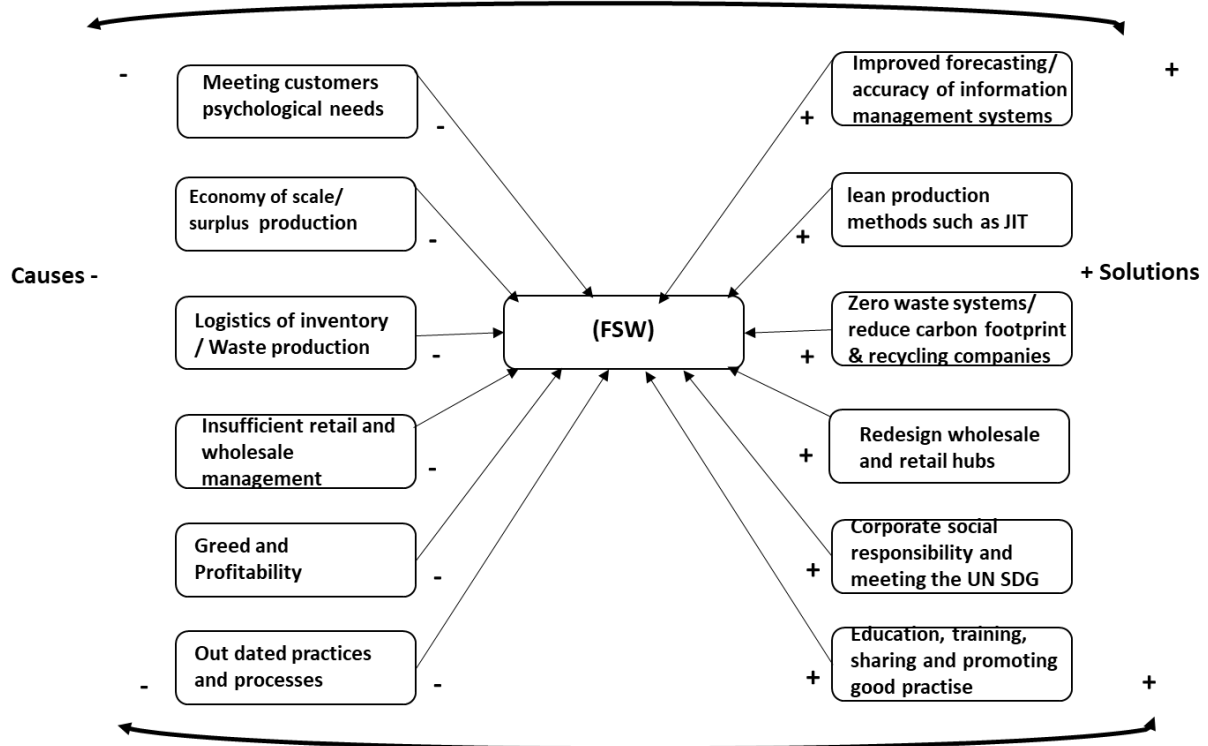 -
Meeting customers
psychological needs
-
Economy of scale/
surplus production
-
Causes -
Logistics of inventory
/ Waste production
-
Insufficient retail and
wholesale
management
-
Greed and
Profitability
-
Out dated practices
and processes
-
-
(FSW)
Improved forecasting/
accuracy of information
management systems
+
+
lean production
methods such as JIT
+
+ Solutions
Zero waste systems/
reduce carbon footprint
& recycling companies
+
Redesign wholesale
and retail hubs
+
Corporate social
responsibility and
meeting the UN SDG
+
Education, training,
sharing and promoting
good practise
+
+